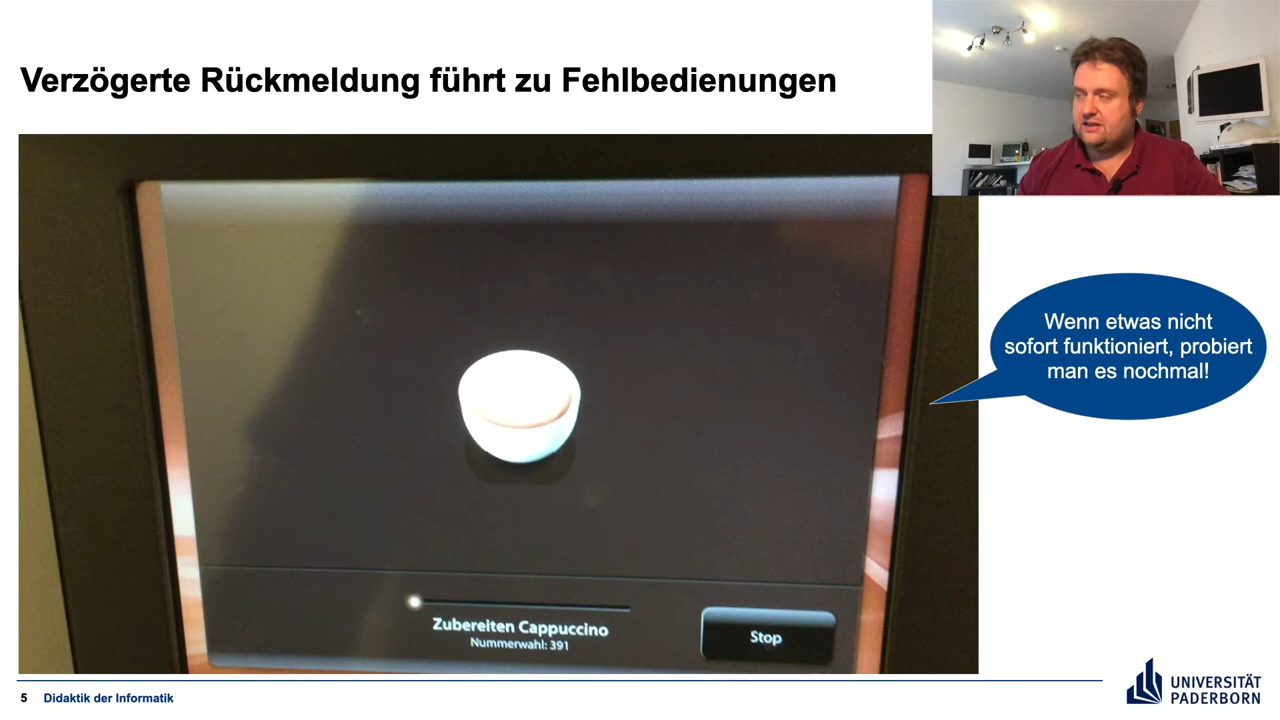 Verzögerte Rückmeldung führt zu Fehlbedienungen
Wenn etwas nicht
sofort funktioniert, probiert
man es nochmal!
Zubereiten Cappuccino
Nummerwahl: 391
Stop
5 Didaktik der Informatik
UNIVERSITÄT
PADERBORN